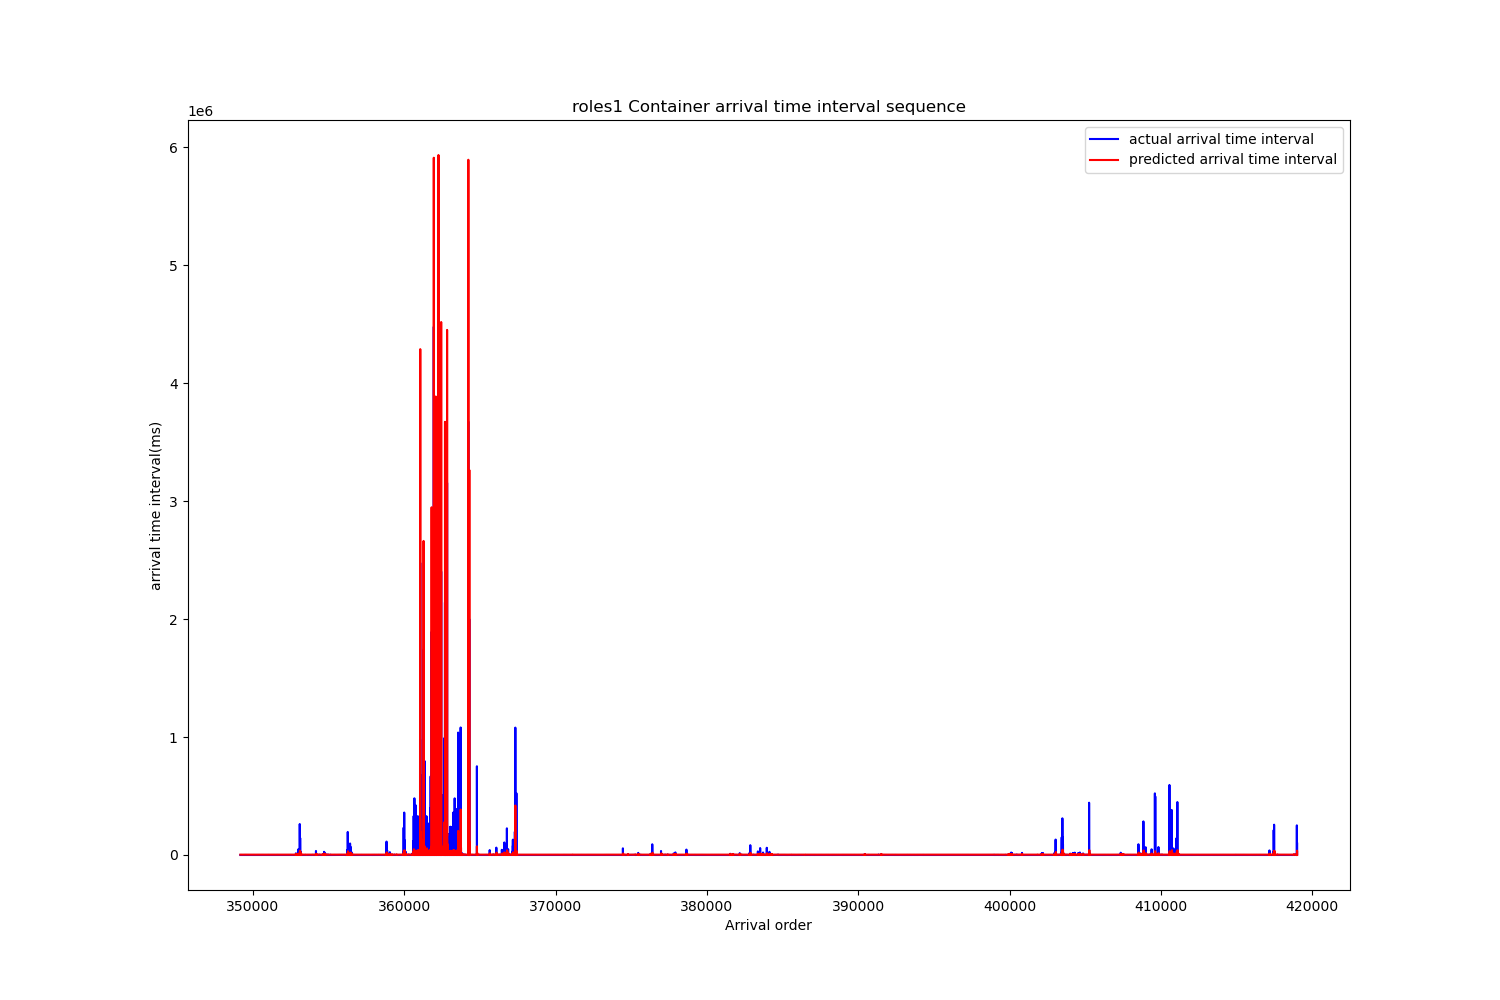 roles1 Container arrival time interval sequence
1e6
actual arrival time interval
predicted arrival time interval
6
5
4
3
2
1
0
arrival time interval(ms)
350000 360000 370000 380000 390000 400000 410000 420000
Arrival order